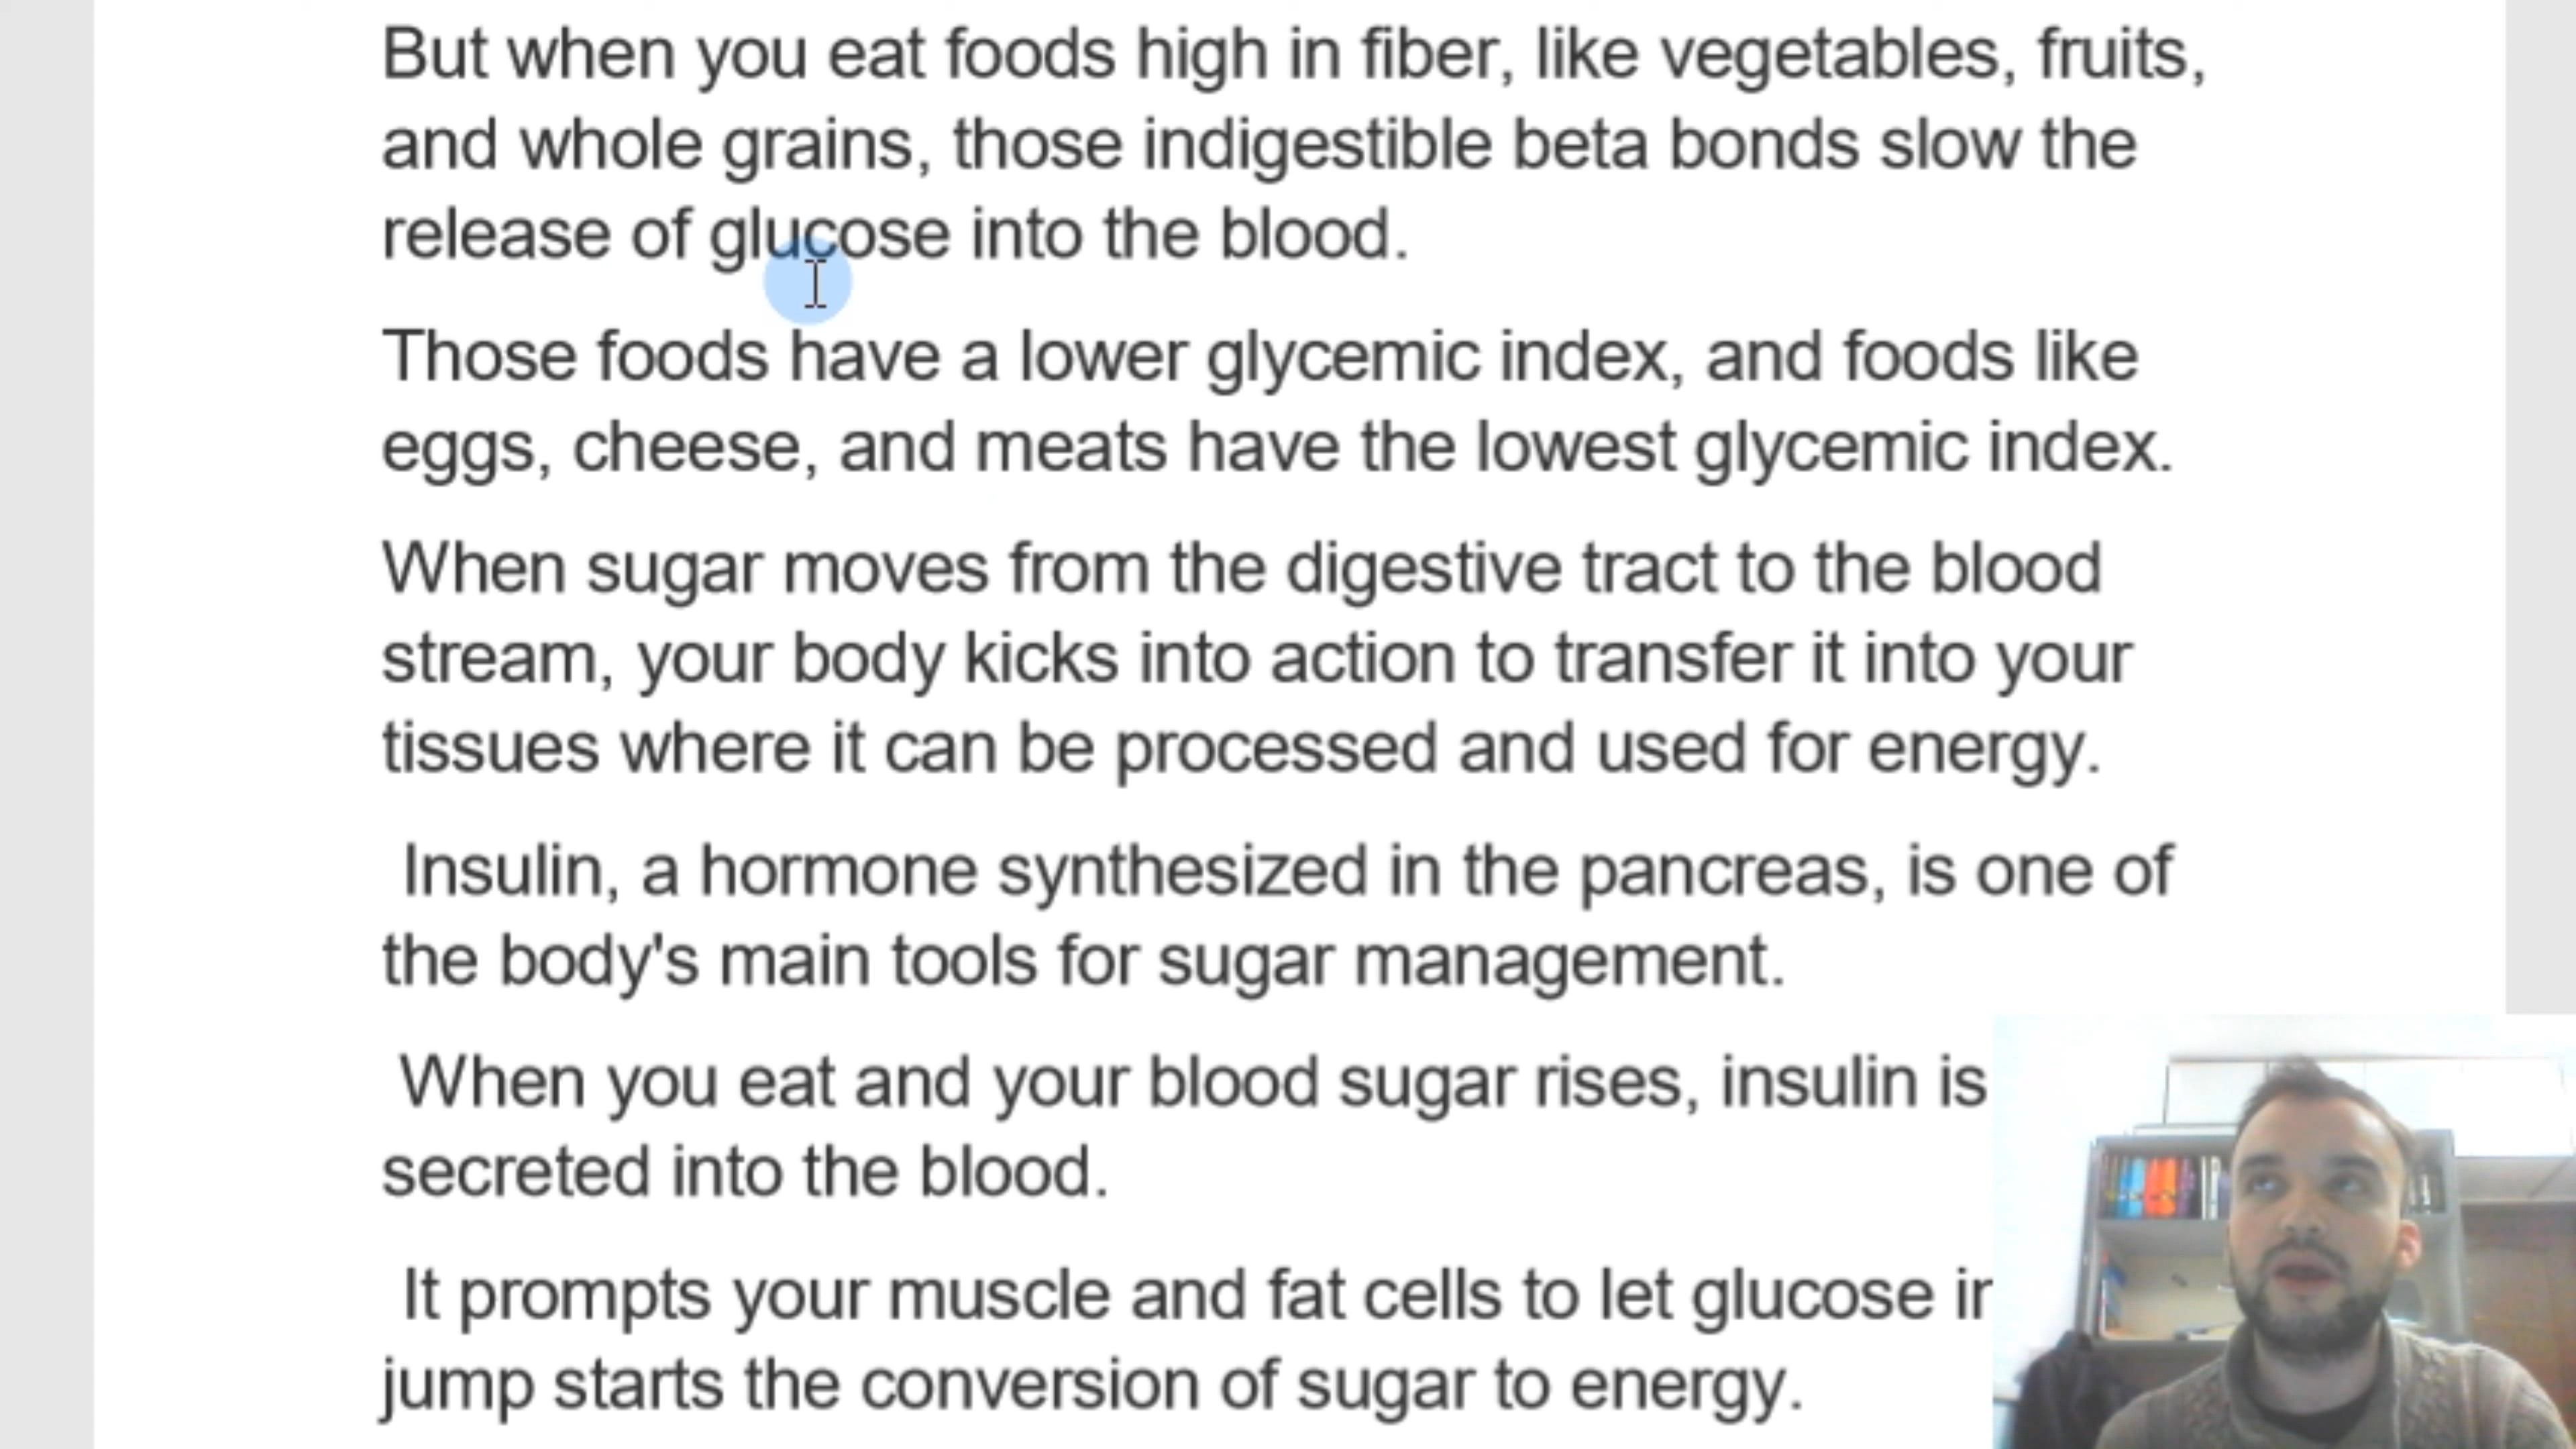 But when you eat foods high in fiber, like vegetables, fruits,
and whole grains, those indigestible beta bonds slow the
release of glucose into the blood.
Those foods have a lower glycemic index, and foods like
eggs, cheese, and meats have the lowest glycemic index.
When sugar moves from the digestive tract to the blood
stream, your body kicks into action to transfer it into your
tissues where it can be processed and used for energy.
Insulin, a hormone synthesized in the pancreas, is one of
the body's main tools for sugar management.
When you eat and your blood sugar rises, insulin is
secreted into the blood.
It prompts your muscle and fat cells to let glucose
jump starts the conversion of sugar to energy.